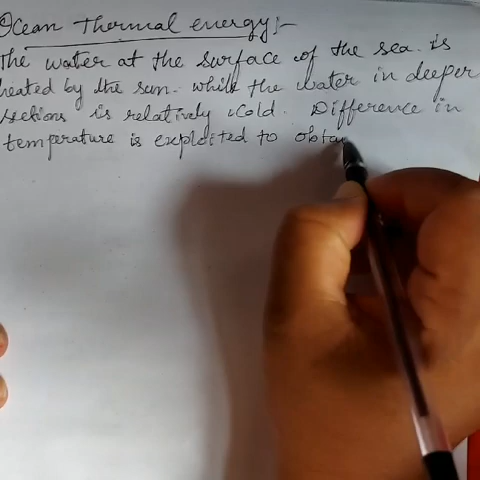 Ocean Thermal energy:-
The water at the surface of the sea is
heated by the sun. while the water in deeper
sections is relatively cold. Difference in
temperature is exploited to obta